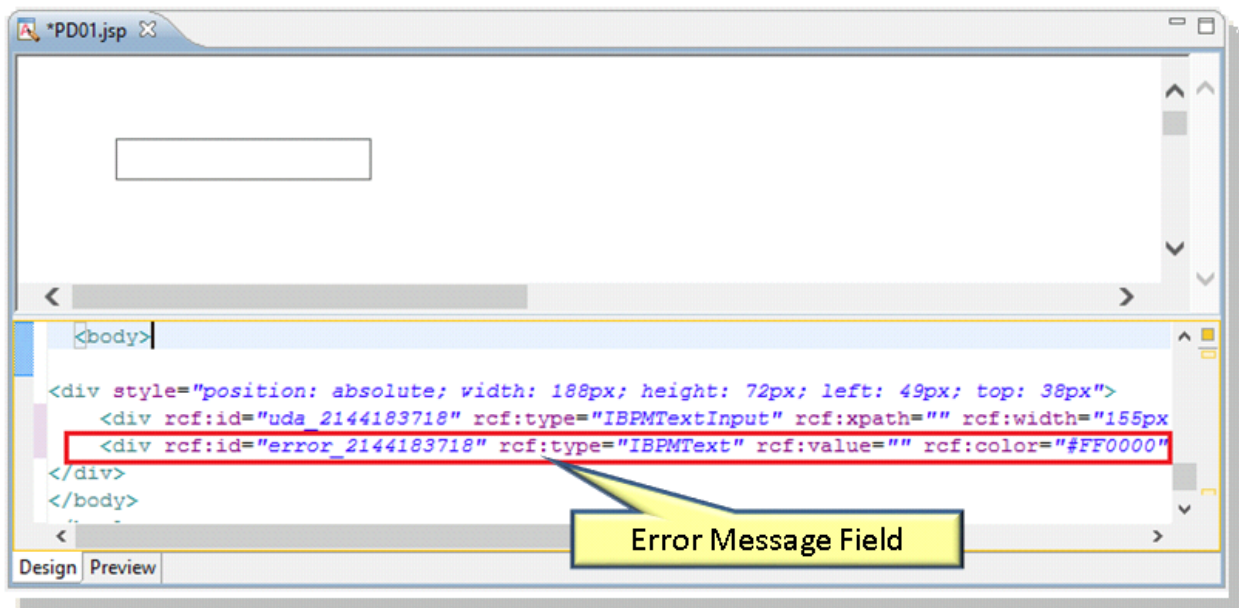 *PD01.jsp
<body>
<div style="position: absolute; width: 188px; height: 72px; left: 49px; top: 38px">
<div rcf:id="uda_2144183718" rcf:type="IBPMTextInput" rcf:xpath="" rcf:width="155px
<div rcf:id="error_2144183718" rcf:type="IBPMText" rcf:value="" rcf:color="#FF0000"
</div>
</body>
Error Message Field
Design Preview